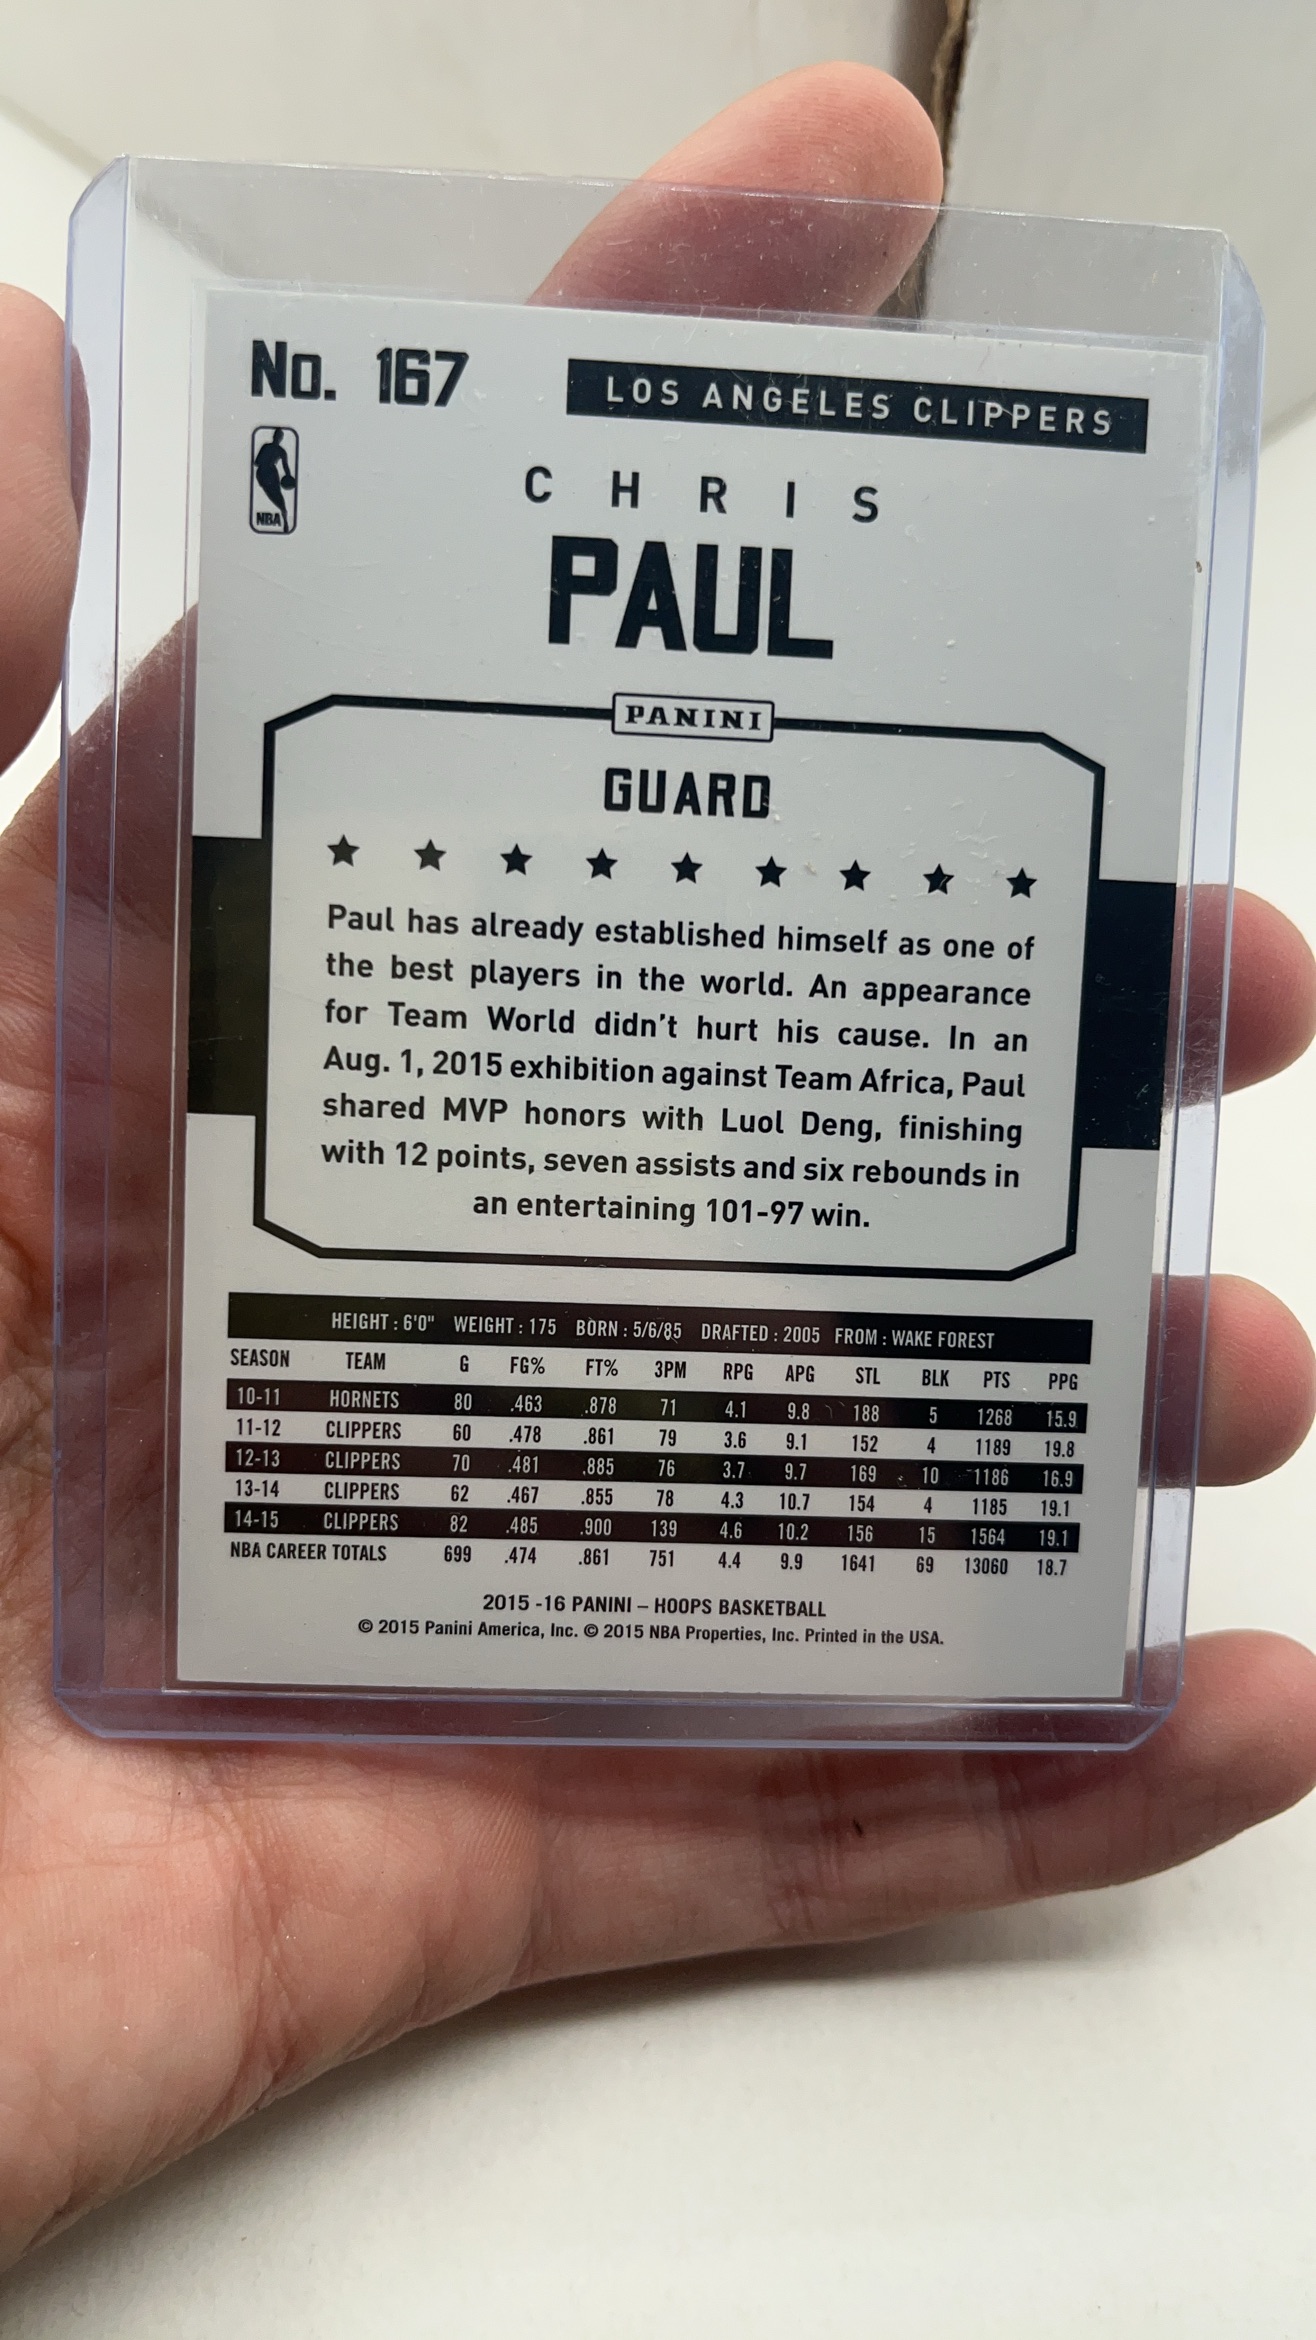 No. 167
LOS ANGELES CLIPPERS
NBA
CHRIS
PAUL
PANINI
GUARD
Paul has already established himself as one of
the best players in the world. An appearance
for Team World didn't hurt his cause. In an
Aug. 1, 2015 exhibition against Team Africa, Paul
shared MVP honors with Luol Deng, finishing
with 12 points, seven assists and six rebounds in
an entertaining 101-97 win.
HEIGHT : 6'0" WEIGHT : 175 BORN : 5/6/85 DRAFTED : 2005 FROM : WAKE FOREST
SEASON TEAM G FG% FT% 3PM RPG APG STL BLK PTS PPG
10-11 HORNETS 80 .463 .878 71 4.1 9.8 188 5 1268 15.9
11-12 CLIPPERS 60 .478 .861 79 3.6 9.1 152 4 1189 19.8
12-13 CLIPPERS 70 .481 .885 76 3.7 9.7 169 10 1186 16.9
13-14 CLIPPERS 62 .467 .855 78 4.3 10.7 154 4 1185 19.1
14-15 CLIPPERS 82 .485 .900 139 4.6 10.2 156 15 1564 19.1
NBA CAREER TOTALS 699 .474 .861 751 4.4 9.9 1641 69 13060 18.7
2015 -16 PANINI – HOOPS BASKETBALL
© 2015 Panini America, Inc. © 2015 NBA Properties, Inc. Printed in the USA.